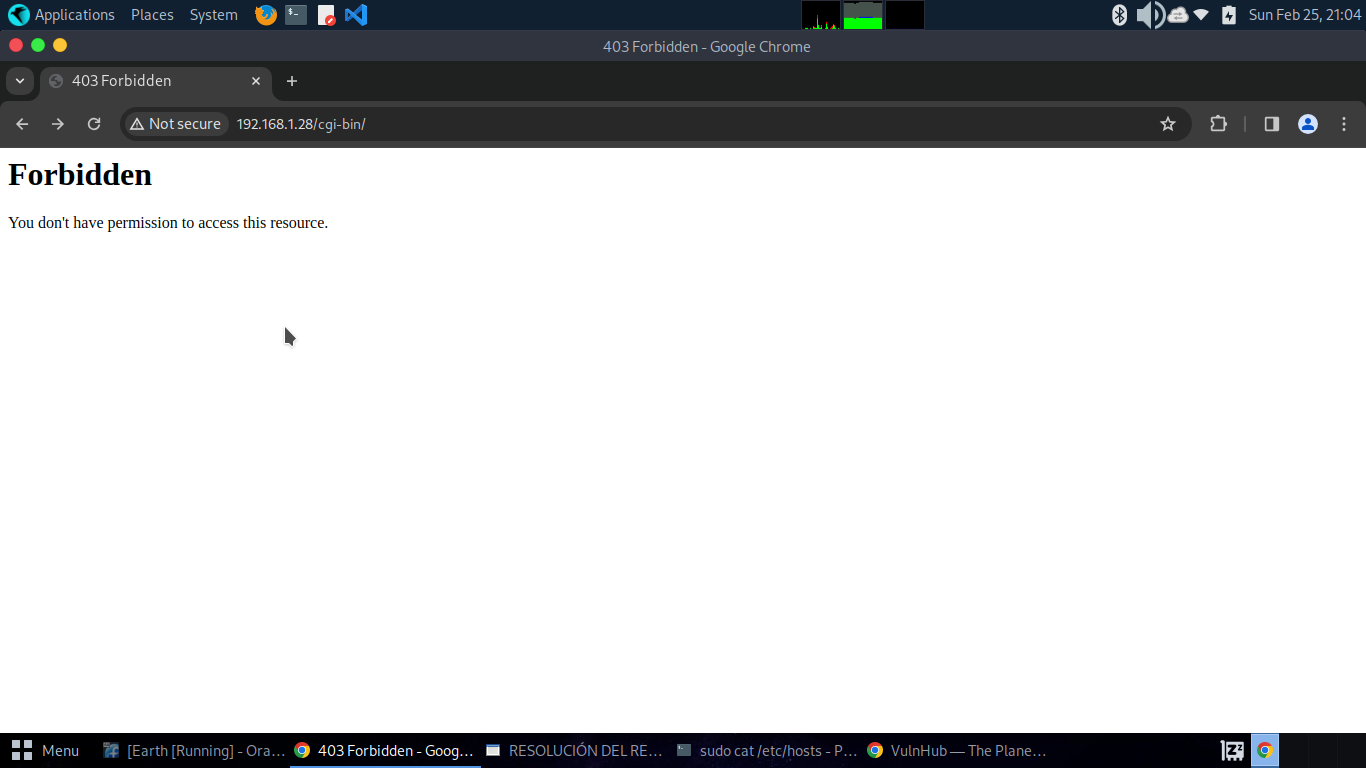 Applications Places System Sun Feb 25, 21:04
403 Forbidden - Google Chrome
403 Forbidden
Not secure 192.168.1.28/cgi-bin/
Forbidden
You don't have permission to access this resource.
Menu [Earth [Running] - Ora... 403 Forbidden - Goog... RESOLUCIÓN DEL RE... sudo cat /etc/hosts - P... VulnHub — The Plane...